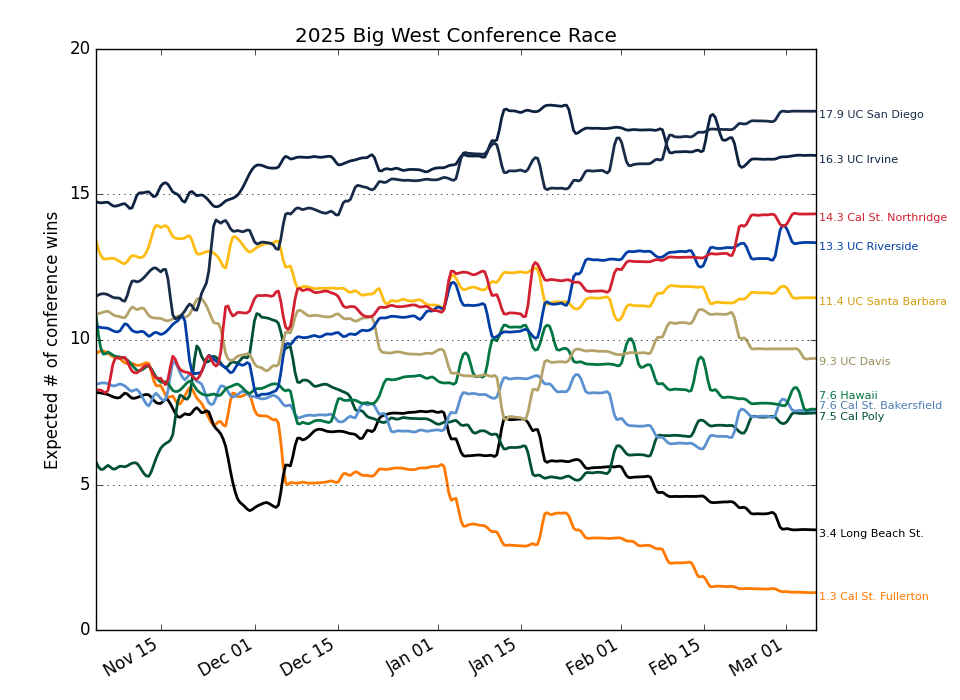 2025 Big West Conference Race
Expected # of conference wins
20
15
10
5
0
17.9 UC San Diego
16.3 UC Irvine
14.3 Cal St. Northridge
13.3 UC Riverside
11.4 UC Santa Barbara
9.3 UC Davis
7.6 Hawaii
7.6 Cal St. Bakersfield
7.5 Cal Poly
3.4 Long Beach St.
1.3 Cal St. Fullerton
Nov 15
Dec 01
Dec 15
Jan 01
Jan 15
Feb 01
Feb 15
Mar 01